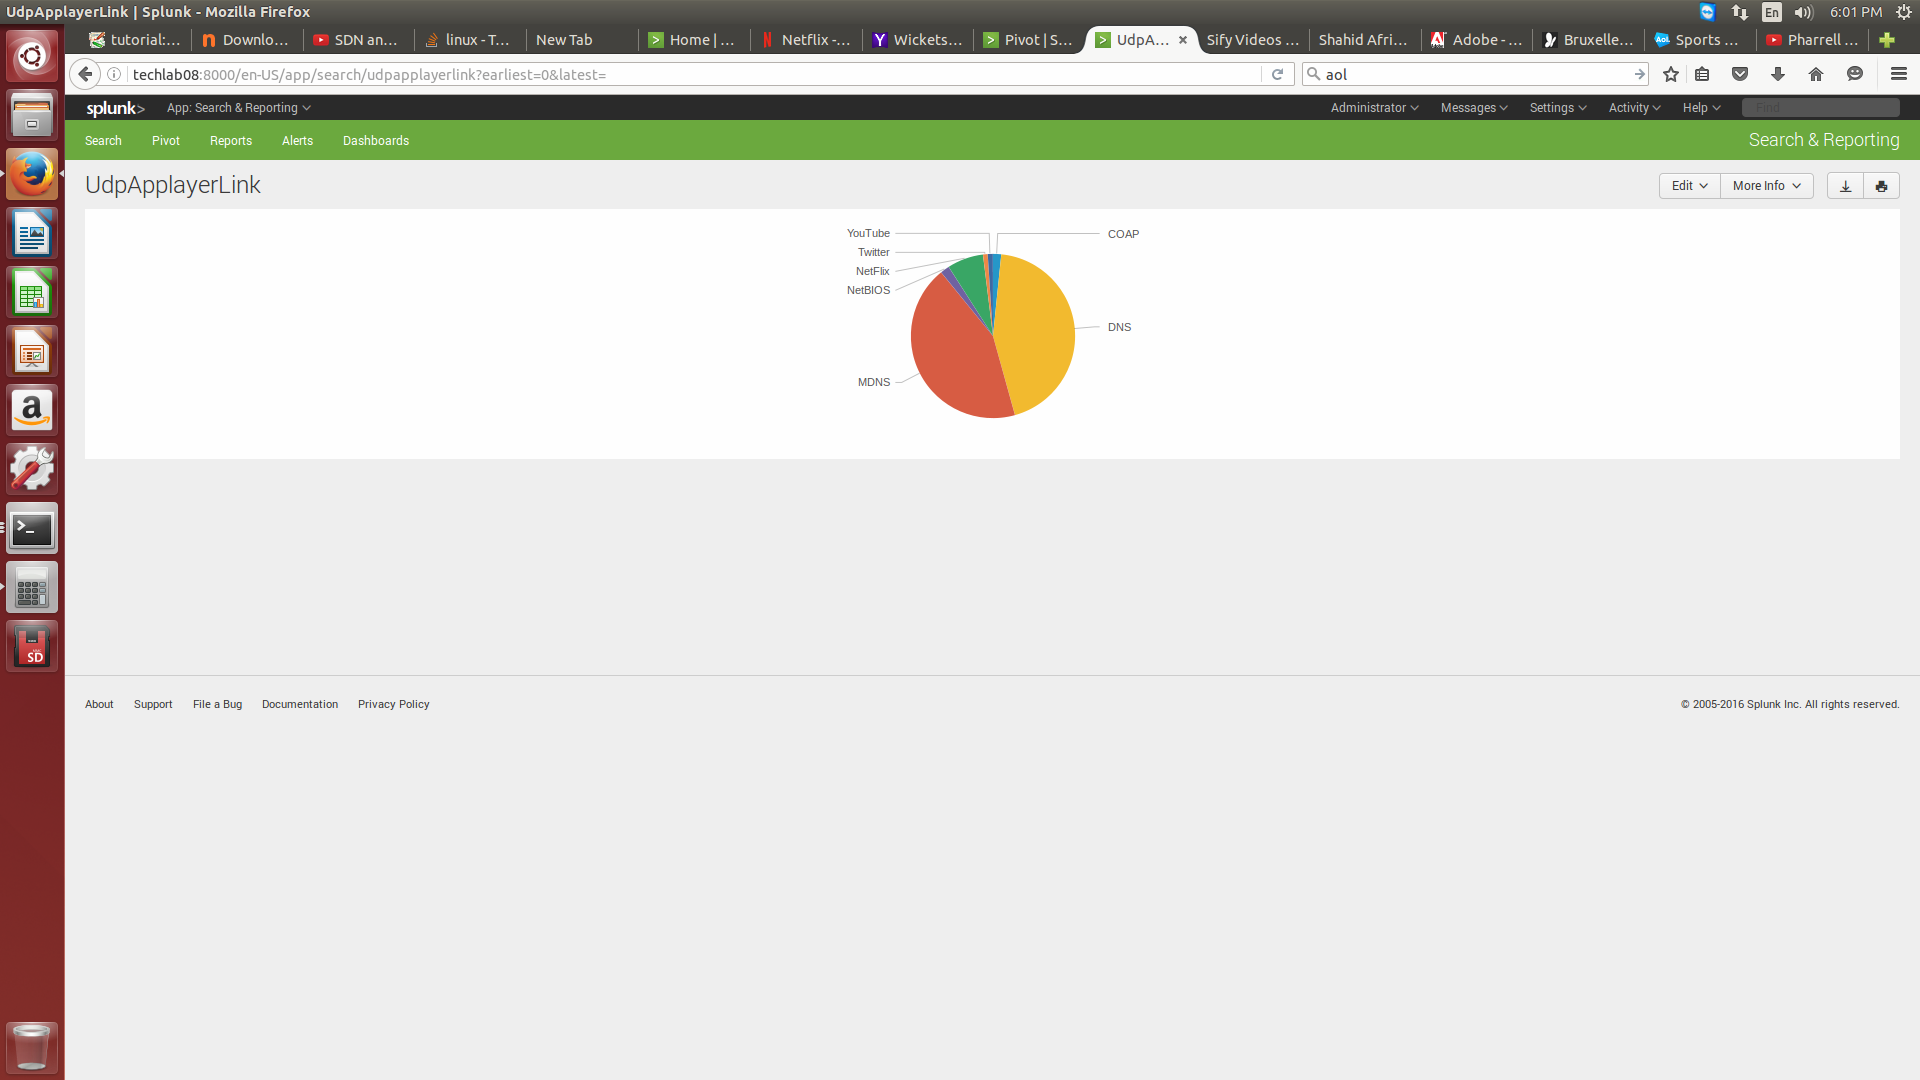 UdpApplayerLink | Splunk - Mozilla Firefox
En 6:01 PM
tutorial:... Downlo... SDN an... linux - T... New Tab Home | ... Netflix -... Wickets... Pivot | S... UdpA... Sify Videos ... Shahid Afri... Adobe - ... Bruxelle... Sports ... Pharrell ...
techlab08:8000/en-US/app/search/udpapplayerlink?earliest=0&latest= aol
splunk> App: Search & Reporting Administrator Messages Settings Activity Help Find
Search Pivot Reports Alerts Dashboards Search & Reporting
UdpApplayerLink Edit More Info
YouTube COAP
Twitter
NetFlix
NetBIOS
DNS
MDNS
SD
About Support File a Bug Documentation Privacy Policy © 2005-2016 Splunk Inc. All rights reserved.